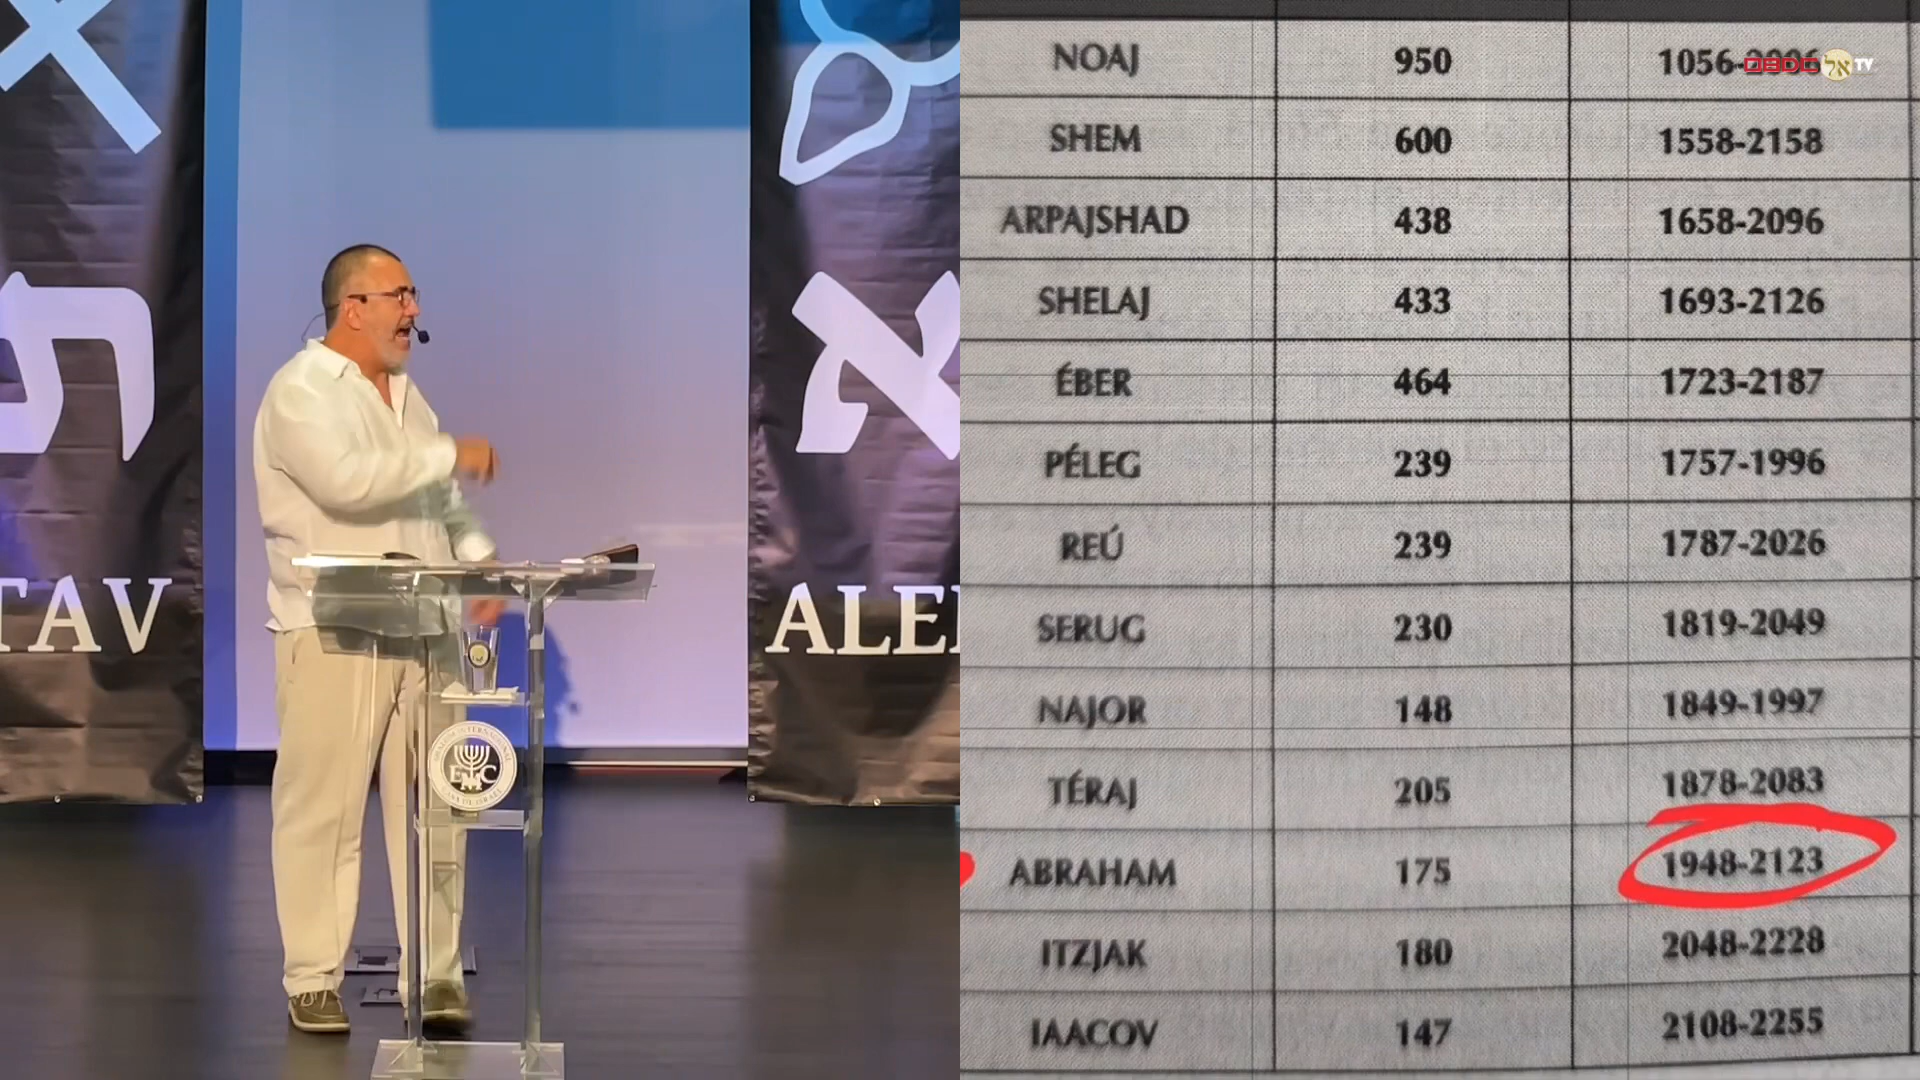 ת
TAV
א
ALE
EMC
NOAJ 950 1056-2006
SHEM 600 1558-2158
ARPAJSHAD 438 1658-2096
SHELAJ 433 1693-2126
ÉBER 464 1723-2187
PÉLEG 239 1757-1996
REÚ 239 1787-2026
SERUG 230 1819-2049
NAJOR 148 1849-1997
TÉRAJ 205 1878-2083
ABRAHAM 175 1948-2123
ITZJAK 180 2048-2228
IAACOV 147 2108-2255
אל TV